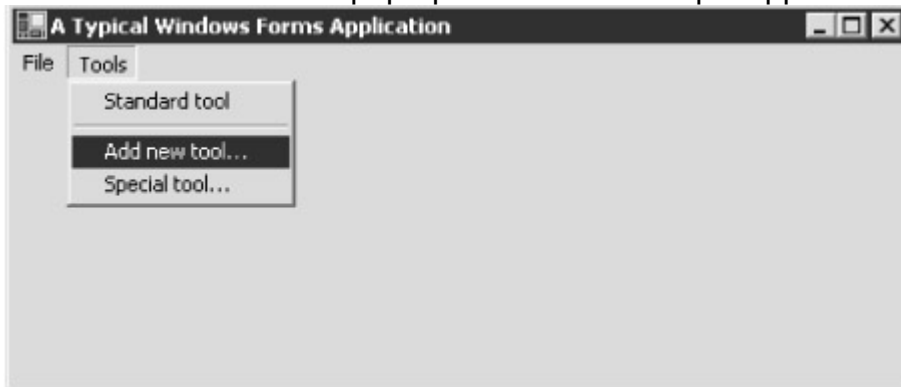 A Typical Windows Forms Application
File Tools
Standard tool
Add new tool...
Special tool...